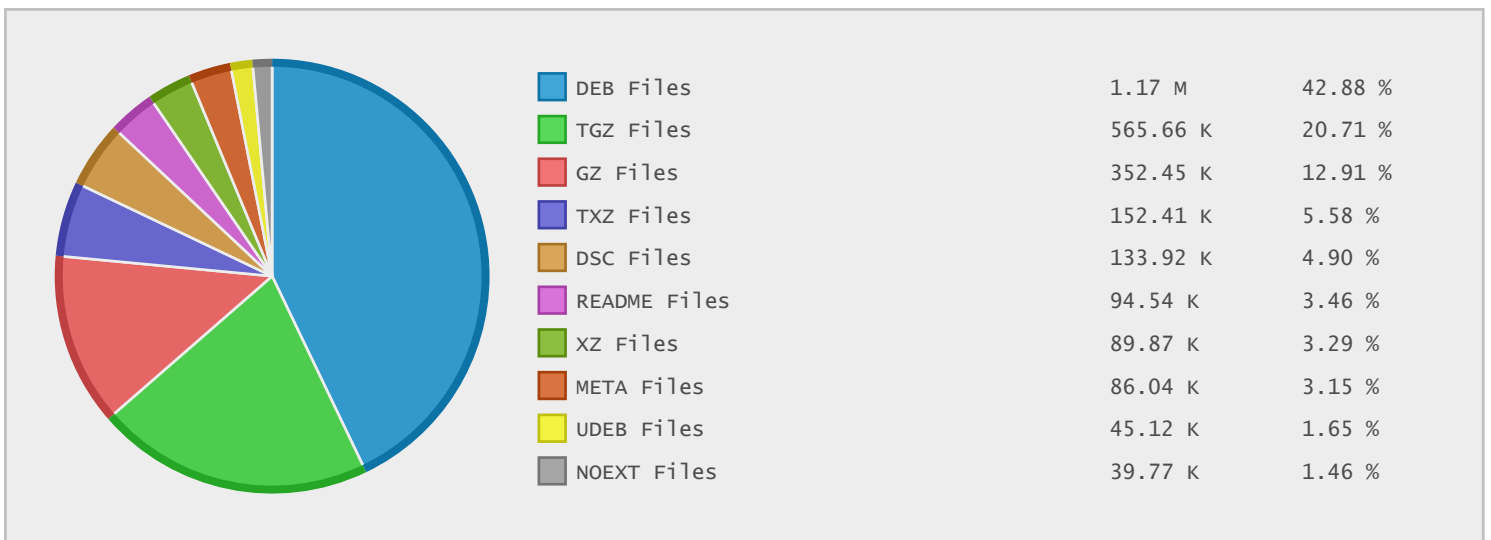 DEB Files 1.17 M 42.88 %
TGZ Files 565.66 K 20.71 %
GZ Files 352.45 K 12.91 %
TXZ Files 152.41 K 5.58 %
DSC Files 133.92 K 4.90 %
README Files 94.54 K 3.46 %
XZ Files 89.87 K 3.29 %
META Files 86.04 K 3.15 %
UDEB Files 45.12 K 1.65 %
NOEXT Files 39.77 K 1.46 %